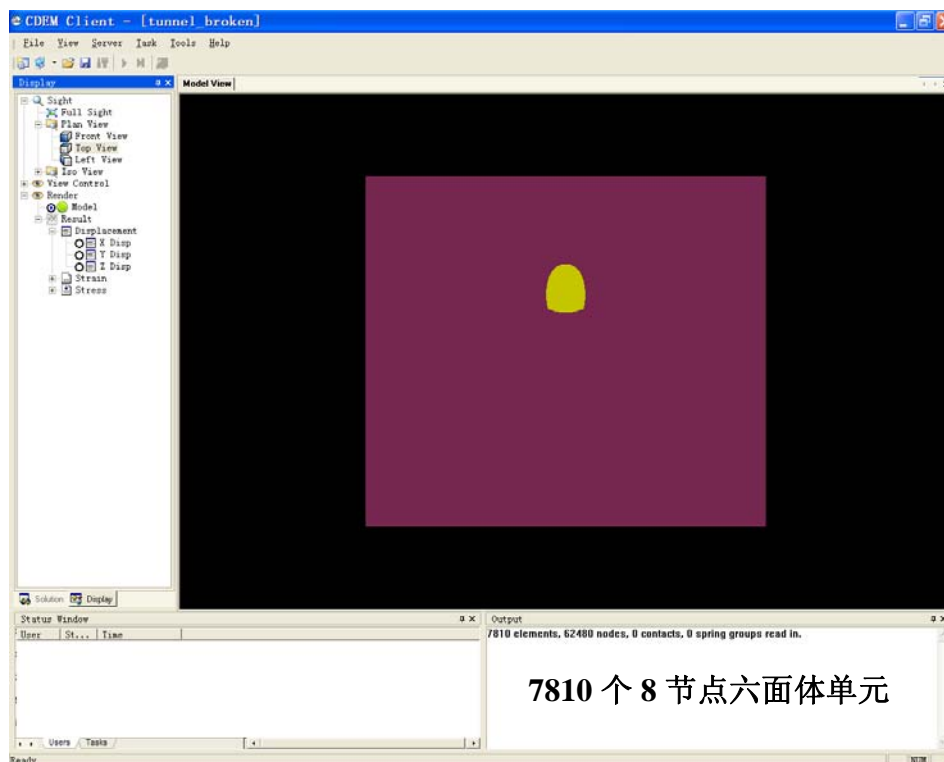 CDEM Client - [tunnel_broken]
File View Server Task Tools Help
Display
Model View
Sight
Full Sight
Plan View
Front View
Top View
Left View
Iso View
View Control
Render
Model
Result
Displacement
X Disp
Y Disp
Z Disp
Strain
Stress
Solution Display
Status Window
User St... Time
Users Tasks
Output
7810 elements, 62480 nodes, 0 contacts, 0 spring groups read in.
7810 个 8 节点六面体单元
Ready
NUM